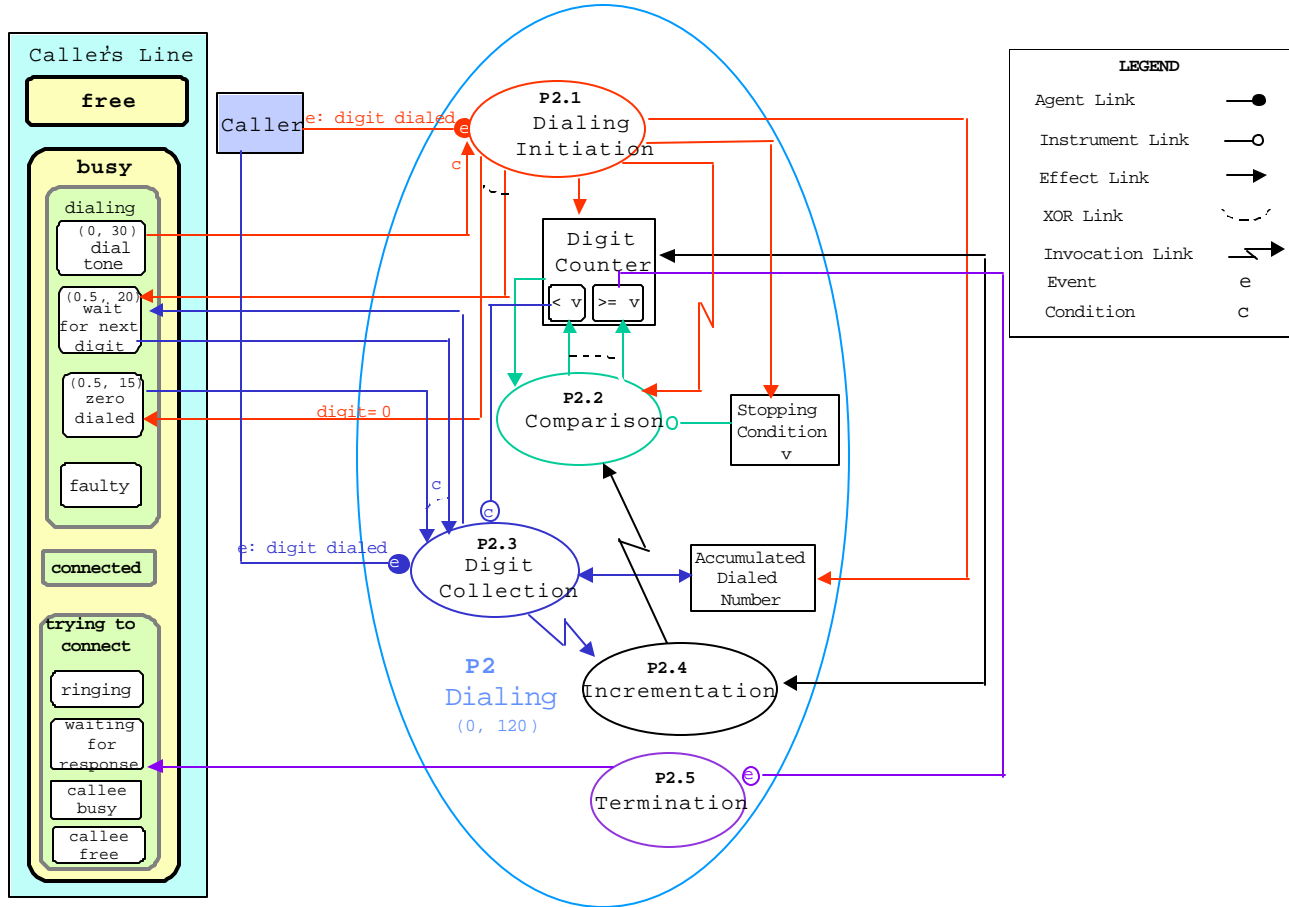 Caller's Line
free
busy
dialing
(0, 30)
dial
tone
(0.5, 20)
wait
for next
digit
(0.5, 15)
zero
dialed
faulty
connected
trying to
connect
ringing
waiting
for
response
callee
busy
callee
free
Caller
e: digit dialed
e
c
P2.1
Dialing
Initiation
Digit
Counter
< v
>= v
digit= 0
P2.2
Comparison
Stopping
Condition
v
c
c
e: digit dialed
e
P2.3
Digit
Collection
Accumulated
Dialed
Number
P2
Dialing
(0, 120)
P2.4
Incrementation
P2.5
Termination
e
LEGEND
Agent Link
Instrument Link
Effect Link
XOR Link
Invocation Link
Event e
Condition c